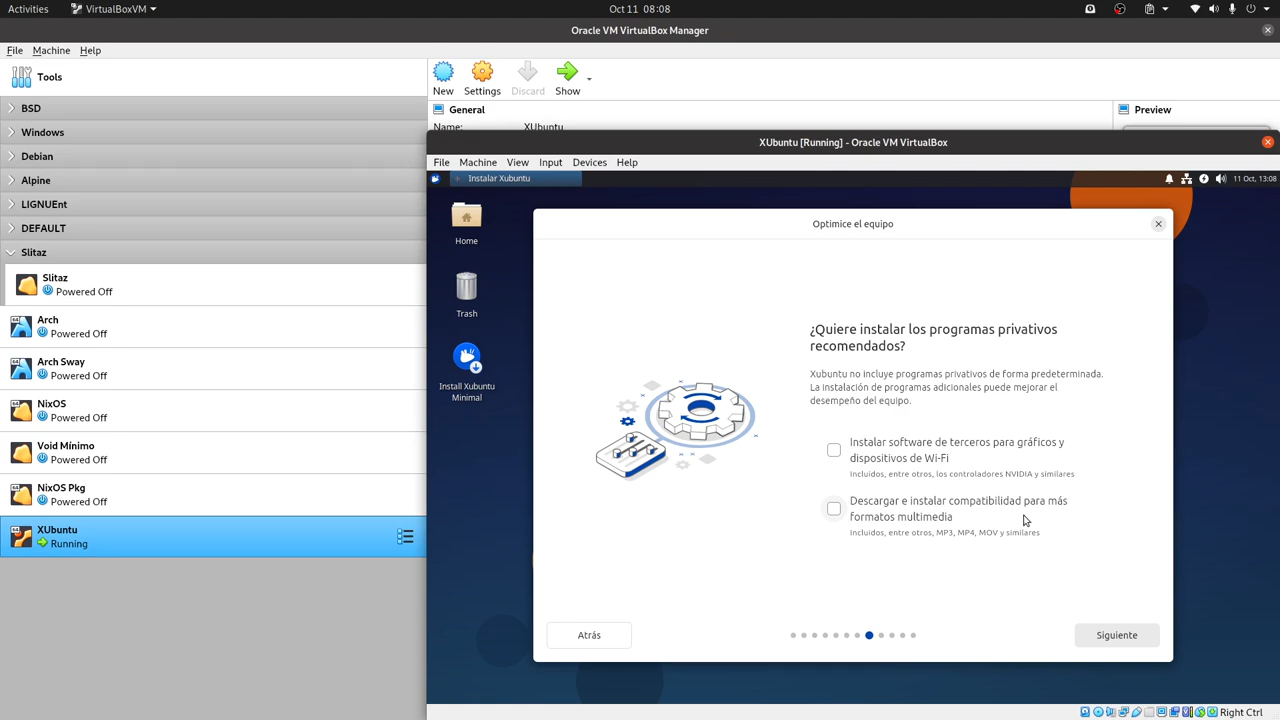 Activities
VirtualBoxVM
Oct 11 08:08
Oracle VM VirtualBox Manager
File Machine Help
Tools
New Settings Discard Show
BSD
Windows
Debian
Alpine
LIGNUEnt
DEFAULT
Slitaz
Slitaz
Powered Off
Arch
Powered Off
Arch Sway
Powered Off
NixOS
Powered Off
Void Mínimo
Powered Off
NixOS Pkg
Powered Off
XUbuntu
Running
General
Preview
Name: XUbuntu
XUbuntu [Running] - Oracle VM VirtualBox
File Machine View Input Devices Help
Instalar Xubuntu
11 Oct, 13:08
Home
Trash
Install Xubuntu
Minimal
Optimice el equipo
¿Quiere instalar los programas privativos
recomendados?
Xubuntu no incluye programas privativos de forma predeterminada.
La instalación de programas adicionales puede mejorar el
desempeño del equipo.
Instalar software de terceros para gráficos y
dispositivos de Wi-Fi
Incluidos, entre otros, los controladores NVIDIA y similares
Descargar e instalar compatibilidad para más
formatos multimedia
Incluidos, entre otros, MP3, MP4, MOV y similares
Atrás
Siguiente
Right Ctrl